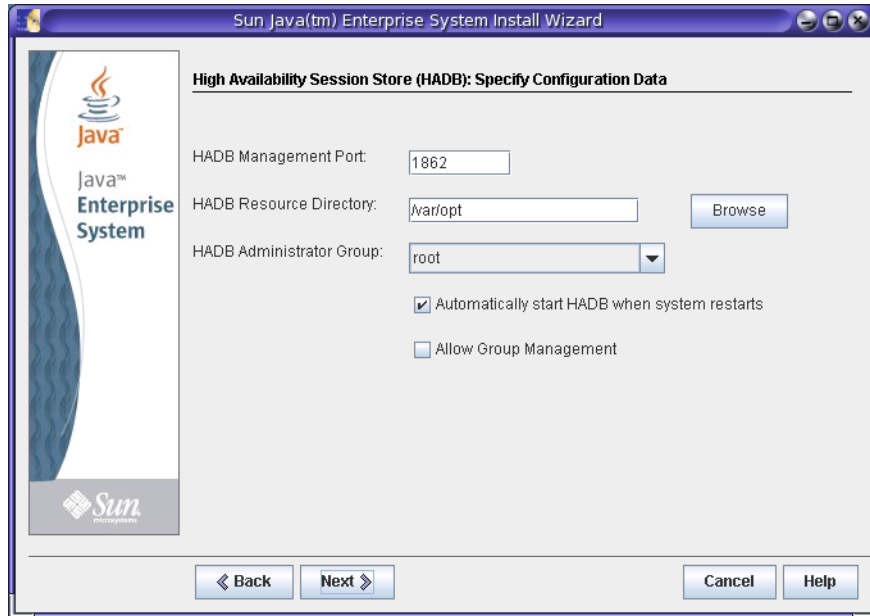 Sun Java(tm) Enterprise System Install Wizard
High Availability Session Store (HADB): Specify Configuration Data
Java™
Java™
Enterprise
System
HADB Management Port:
1862
HADB Resource Directory:
/var/opt
Browse
HADB Administrator Group:
root
Automatically start HADB when system restarts
Allow Group Management
Sun
microsystems
Back
Next
Cancel
Help